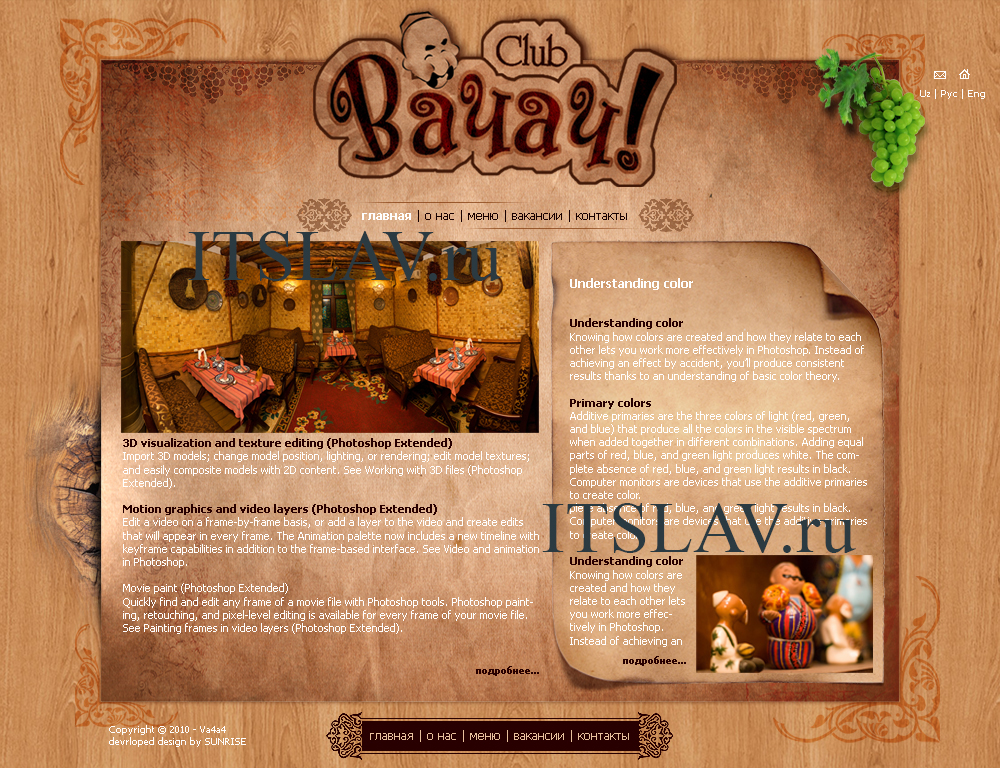 Club
Вачач!
Uz | Рус | Eng
главная | о нас | меню | вакансии | контакты
ITSLAV.ru
3D visualization and texture editing (Photoshop Extended)
Import 3D models; change model position, lighting, or rendering; edit model textures;
and easily composite models with 2D content. See Working with 3D files (Photoshop
Extended).
Motion graphics and video layers (Photoshop Extended)
Edit a video on a frame-by-frame basis, or add a layer to the video and create edits
that will appear in every frame. The Animation palette now includes a new timeline with
keyframe capabilities in addition to the frame-based interface. See Video and animation
in Photoshop.
Movie paint (Photoshop Extended)
Quickly find and edit any frame of a movie file with Photoshop tools. Photoshop paint-
ing, retouching, and pixel-level editing is available for every frame of your movie file.
See Painting frames in video layers (Photoshop Extended).
подробнее...
Understanding color
Understanding color
Knowing how colors are created and how they relate to each
other lets you work more effectively in Photoshop. Instead of
achieving an effect by accident, you'll produce consistent
results thanks to an understanding of basic color theory.
Primary colors
Additive primaries are the three colors of light (red, green,
and blue) that produce all the colors in the visible spectrum
when added together in different combinations. Adding equal
parts of red, blue, and green light produces white. The com-
plete absence of red, blue, and green light results in black.
Computer monitors are devices that use the additive primaries
to create color.
plete absence of red, blue, and green light results in black.
Computer monitors are devices that use the additive primaries
to create color.
ITSLAV.ru
Understanding color
Knowing how colors are
created and how they
relate to each other lets
you work more effec-
tively in Photoshop.
Instead of achieving an
подробнее...
Copyright © 2010 - Va4a4
devrloped design by SUNRISE
главная | о нас | меню | вакансии | контакты